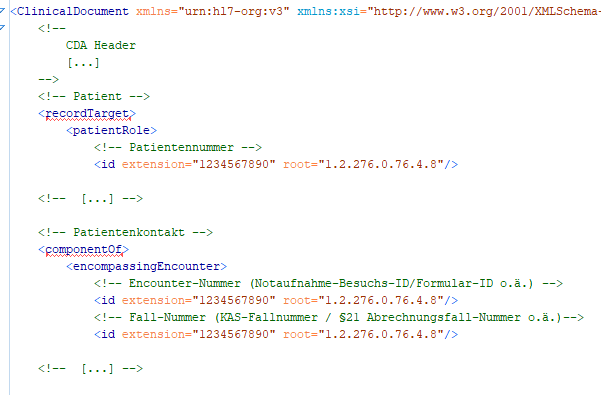 <ClinicalDocument xmlns="urn:hl7-org:v3" xmlns:xsi="http://www.w3.org/2001/XMLSchema-
<!--
CDA Header
[...]
-->
<!-- Patient -->
<recordTarget>
<patientRole>
<!-- Patientennummer -->
<id extension="1234567890" root="1.2.276.0.76.4.8"/>
<!--  [...] -->
<!-- Patientenkontakt -->
<componentOf>
<encompassingEncounter>
<!-- Encounter-Nummer (Notaufnahme-Besuchs-ID/Formular-ID o.ä.) -->
<id extension="1234567890" root="1.2.276.0.76.4.8"/>
<!-- Fall-Nummer (KAS-Fallnummer / §21 Abrechnungsfall-Nummer o.ä.)-->
<id extension="1234567890" root="1.2.276.0.76.4.8"/>
<!--  [...] -->